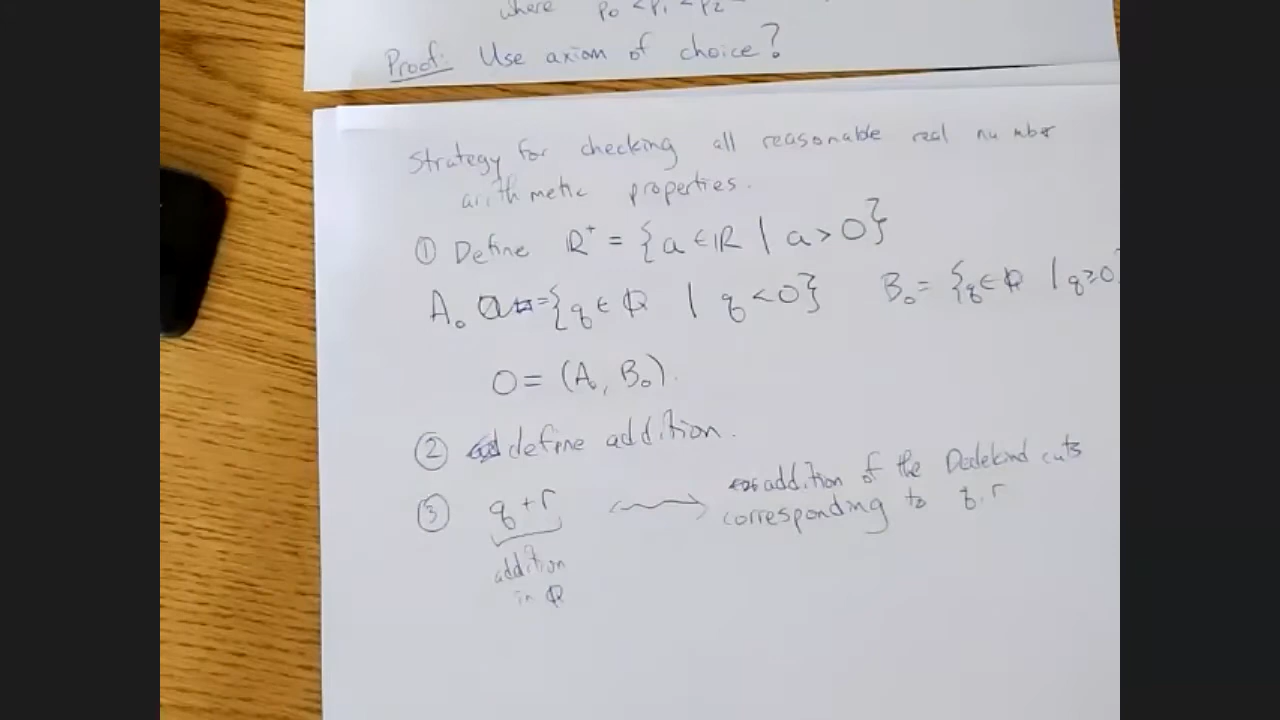 where p₀ < p₁ < p₂
Proof: Use axiom of choice?
Strategy for checking all reasonable real number
arithmetic properties.
① Define ℝ⁺ = {a ∈ ℝ | a > 0}
A₀ = {q ∈ ℚ | q < 0} B₀ = {q ∈ ℚ | q ≥ 0}
0 = (A₀, B₀).
② define addition.
③ q + r ⇝ addition of the Dedekind cuts
corresponding to q, r
addition
in ℚ